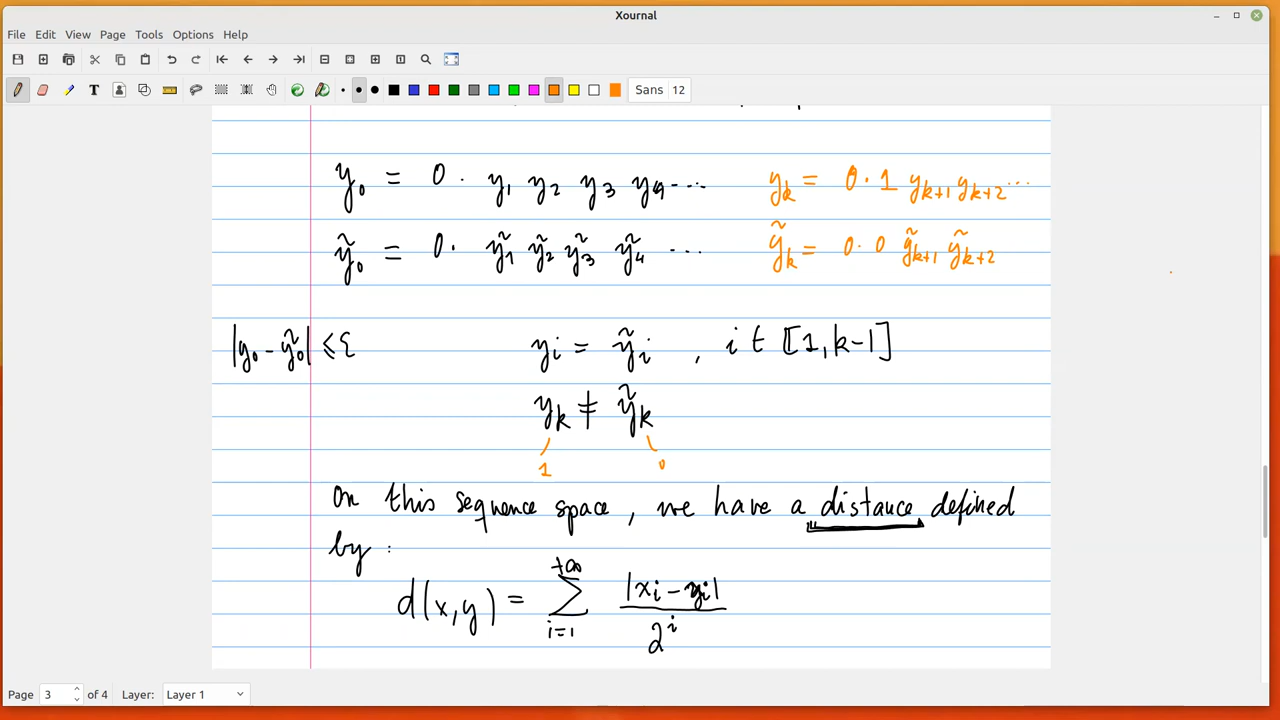 Xournal
File Edit View Page Tools Options Help
Sans 12
y₀ = 0 . y₁ y₂ y₃ y₄ ... yₖ = 0.1 yₖ₊₁ yₖ₊₂ ...
ỹ₀ = 0. ỹ₁ ỹ₂ ỹ₃ ỹ₄ ... ỹₖ = 0.0 ỹₖ₊₁ ỹₖ₊₂
|y₀ - ỹ₀| ⩽ ε yᵢ = ỹᵢ , i ∈ ⟦1, k-1⟧
yₖ ≠ ỹₖ
1 0
On this sequence space, we have a distance defined
by :
d(x,y) = ∑_{i=1}^{+∞} |xᵢ - yᵢ| / 2ⁱ
Page 3 of 4 Layer: Layer 1